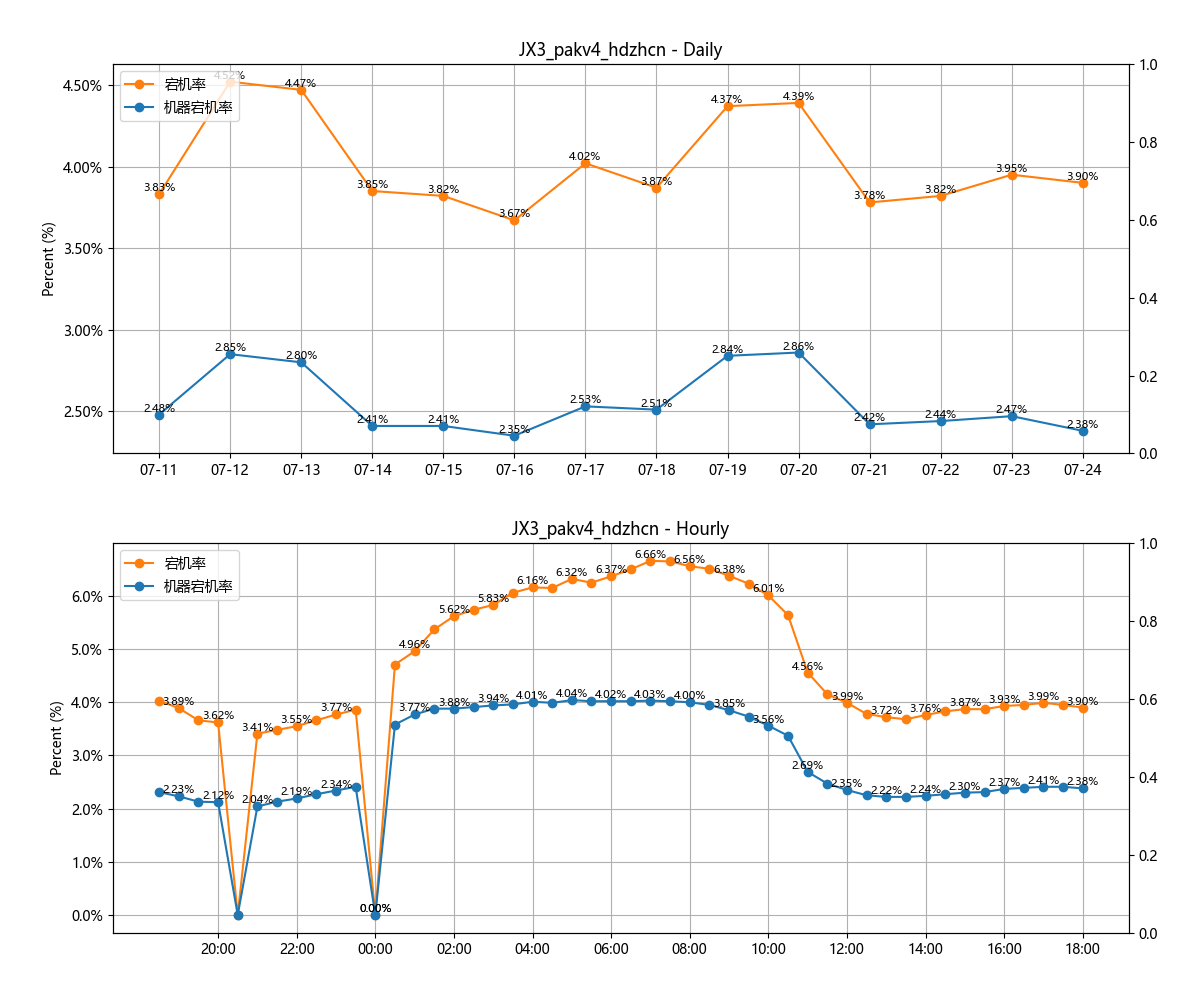 JX3_pakv4_hdzhcn - Daily
宕机率
机器宕机率
Percent (%)
4.50%
4.00%
3.50%
3.00%
2.50%
1.0
0.8
0.6
0.4
0.2
0.0
3.83% 4.52% 4.47% 3.85% 3.82% 3.67% 4.02% 3.87% 4.37% 4.39% 3.78% 3.82% 3.95% 3.90%
2.48% 2.85% 2.80% 2.41% 2.41% 2.35% 2.53% 2.51% 2.84% 2.86% 2.42% 2.44% 2.47% 2.38%
07-11 07-12 07-13 07-14 07-15 07-16 07-17 07-18 07-19 07-20 07-21 07-22 07-23 07-24
JX3_pakv4_hdzhcn - Hourly
宕机率
机器宕机率
Percent (%)
6.0%
5.0%
4.0%
3.0%
2.0%
1.0%
0.0%
1.0
0.8
0.6
0.4
0.2
0.0
3.89% 3.62% 3.41% 3.55% 3.77% 0.00% 4.96% 5.62% 5.83% 6.16% 6.32% 6.37% 6.66% 6.56% 6.38% 6.01% 4.56% 3.99% 3.72% 3.76% 3.87% 3.93% 3.99% 3.90%
2.23% 2.12% 2.04% 2.19% 2.34% 0.00% 3.77% 3.88% 3.94% 4.01% 4.04% 4.02% 4.03% 4.00% 3.85% 3.56% 2.69% 2.35% 2.22% 2.24% 2.30% 2.37% 2.41% 2.38%
20:00 22:00 00:00 02:00 04:00 06:00 08:00 10:00 12:00 14:00 16:00 18:00